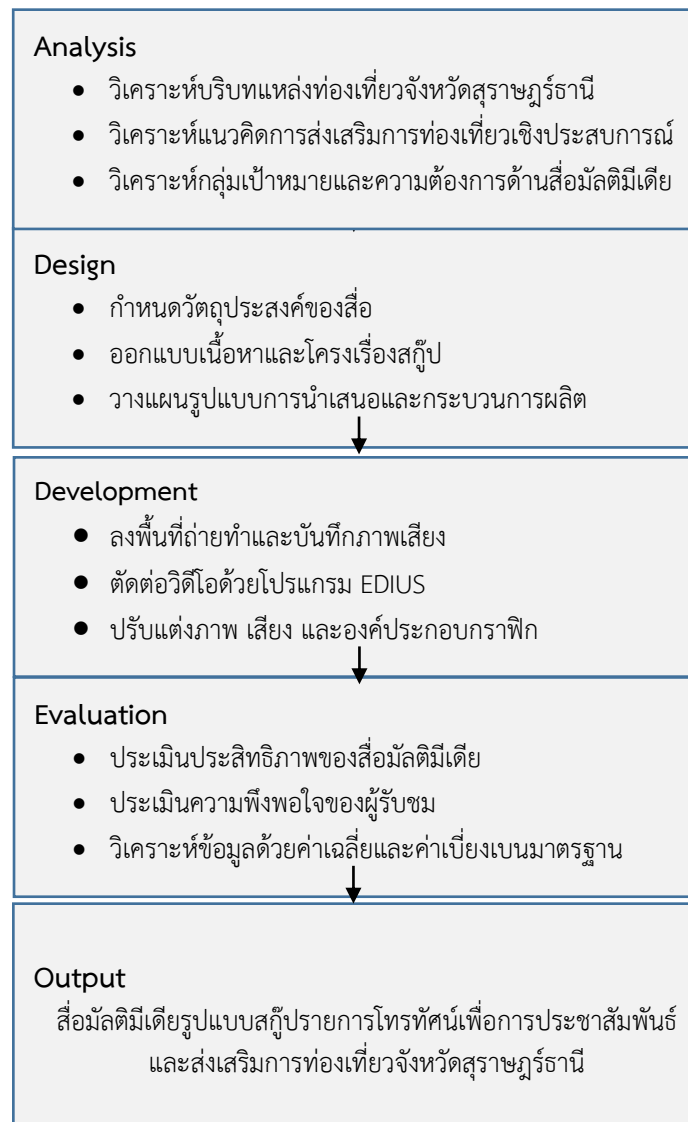 Analysis
• วิเคราะห์บริบทแหล่งท่องเที่ยวจังหวัดสุราษฎร์ธานี
• วิเคราะห์แนวคิดการส่งเสริมการท่องเที่ยวเชิงประสบการณ์
• วิเคราะห์กลุ่มเป้าหมายและความต้องการด้านสื่อมัลติมีเดีย
Design
• กำหนดวัตถุประสงค์ของสื่อ
• ออกแบบเนื้อหาและโครงเรื่องสกู๊ป
• วางแผนรูปแบบการนำเสนอและกระบวนการผลิต
Development
• ลงพื้นที่ถ่ายทำและบันทึกภาพเสียง
• ตัดต่อวิดีโอด้วยโปรแกรม EDIUS
• ปรับแต่งภาพ เสียง และองค์ประกอบกราฟิก
Evaluation
• ประเมินประสิทธิภาพของสื่อมัลติมีเดีย
• ประเมินความพึงพอใจของผู้รับชม
• วิเคราะห์ข้อมูลด้วยค่าเฉลี่ยและค่าเบี่ยงเบนมาตรฐาน
Output
สื่อมัลติมีเดียรูปแบบสกู๊ปรายการโทรทัศน์เพื่อการประชาสัมพันธ์
และส่งเสริมการท่องเที่ยวจังหวัดสุราษฎร์ธานี